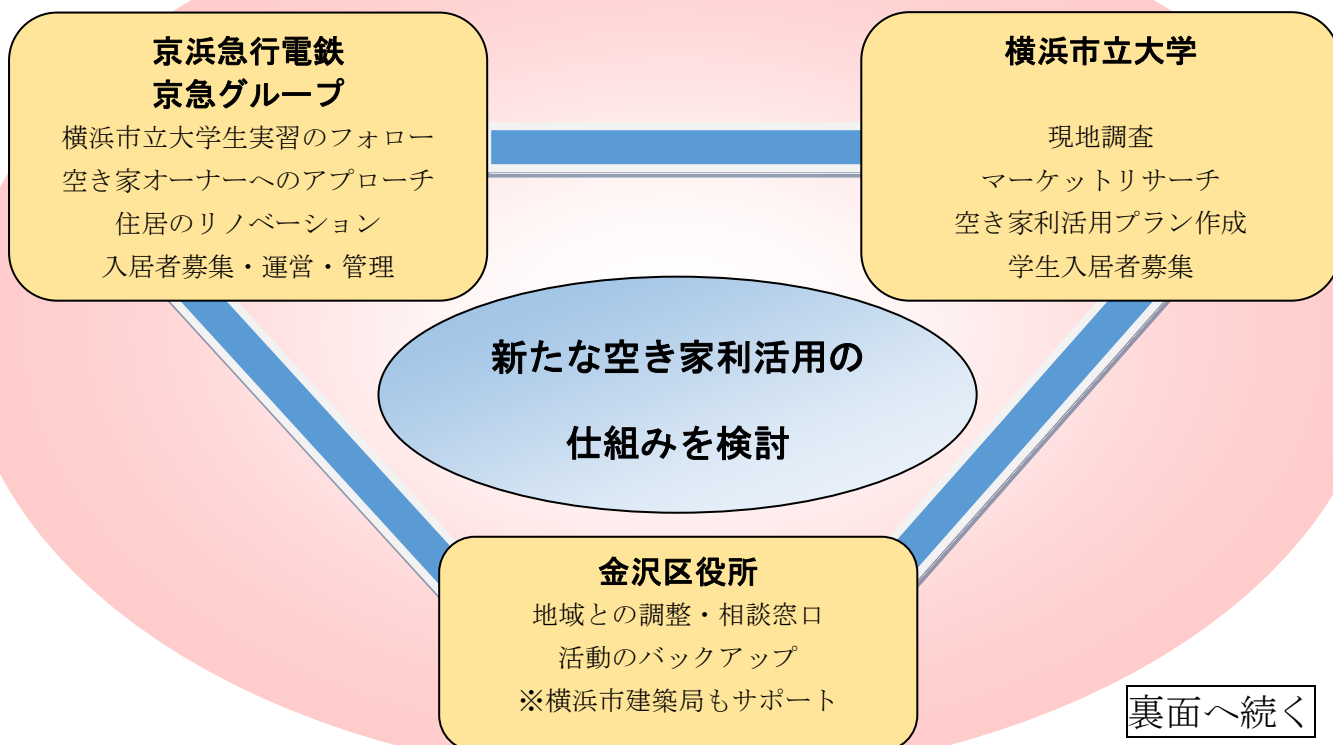 京浜急行電鉄
京急グループ
横浜市立大学生実習のフォロー
空き家オーナーへのアプローチ
住居のリノベーション
入居者募集・運営・管理
横浜市立大学
現地調査
マーケットリサーチ
空き家利活用プラン作成
学生入居者募集
新たな空き家利活用の
仕組みを検討
金沢区役所
地域との調整・相談窓口
活動のバックアップ
※横浜市建築局もサポート
裏面へ続く